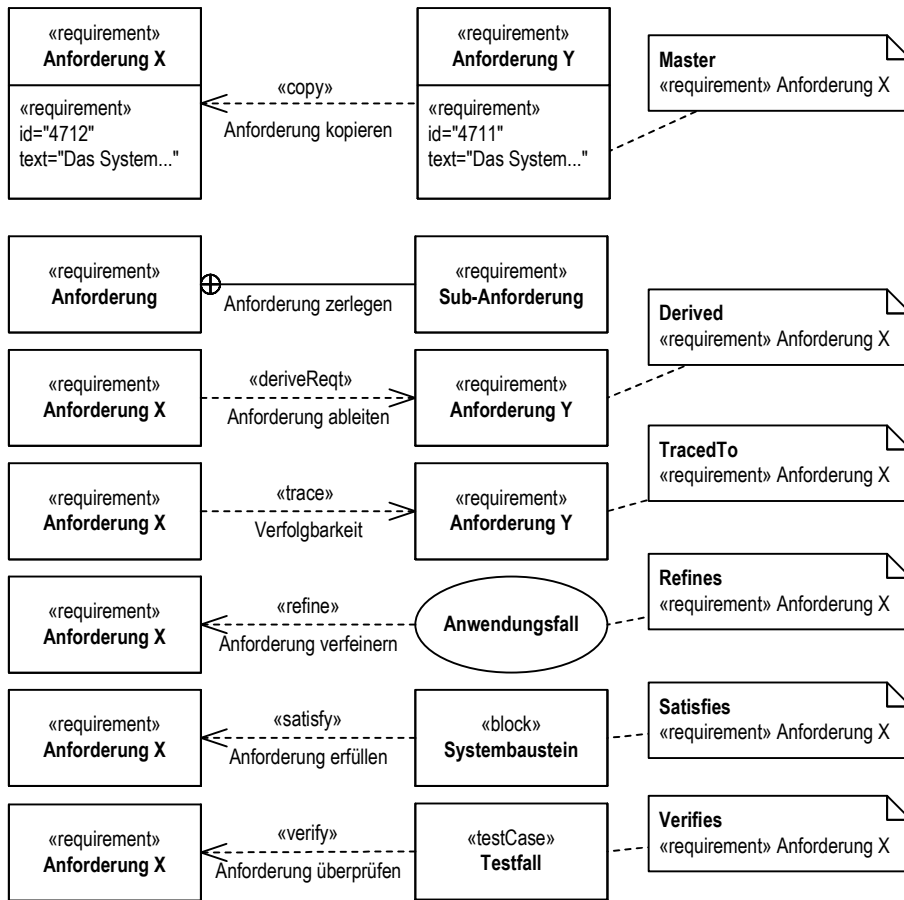 «requirement»
Anforderung X
«requirement»
id="4712"
text="Das System..."
«copy»
Anforderung kopieren
«requirement»
Anforderung Y
«requirement»
id="4711"
text="Das System..."
Master
«requirement» Anforderung X
«requirement»
Anforderung
Anforderung zerlegen
«requirement»
Sub-Anforderung
«requirement»
Anforderung X
«deriveReqt»
Anforderung ableiten
«requirement»
Anforderung Y
Derived
«requirement» Anforderung X
«requirement»
Anforderung X
«trace»
Verfolgbarkeit
«requirement»
Anforderung Y
TracedTo
«requirement» Anforderung X
«requirement»
Anforderung X
«refine»
Anforderung verfeinern
Anwendungsfall
Refines
«requirement» Anforderung X
«requirement»
Anforderung X
«satisfy»
Anforderung erfüllen
«block»
Systembaustein
Satisfies
«requirement» Anforderung X
«requirement»
Anforderung X
«verify»
Anforderung überprüfen
«testCase»
Testfall
Verifies
«requirement» Anforderung X